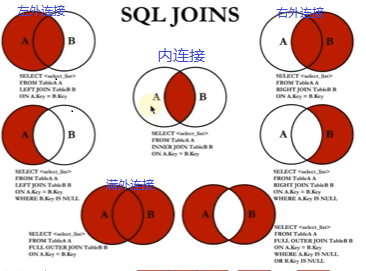 SQL JOINS
左外连接
A B
SELECT <select_list>
FROM TableA A
LEFT JOIN TableB B
ON A.Key = B.Key
内连接
A B
SELECT <select_list>
FROM TableA A
INNER JOIN TableB B
ON A.Key = B.Key
右外连接
A B
SELECT <select_list>
FROM TableA A
RIGHT JOIN TableB B
ON A.Key = B.Key
A B
SELECT <select_list>
FROM TableA A
LEFT JOIN TableB B
ON A.Key = B.Key
WHERE B.Key IS NULL
A B
SELECT <select_list>
FROM TableA A
RIGHT JOIN TableB B
ON A.Key = B.Key
WHERE A.Key IS NULL
满外连接
A B
SELECT <select_list>
FROM TableA A
FULL OUTER JOIN TableB B
ON A.Key = B.Key
A B
SELECT <select_list>
FROM TableA A
FULL OUTER JOIN TableB B
ON A.Key = B.Key
WHERE A.Key IS NULL
OR B.Key IS NULL